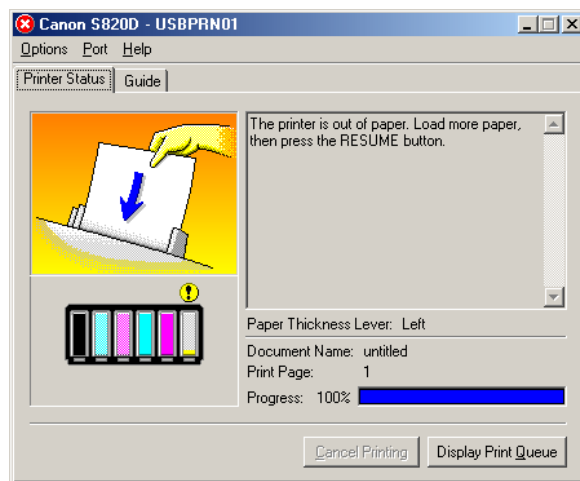 Canon S820D - USBPRN01
Options Port Help
Printer Status Guide
The printer is out of paper. Load more paper,
then press the RESUME button.
Paper Thickness Lever: Left
Document Name: untitled
Print Page: 1
Progress: 100%
Cancel Printing Display Print Queue